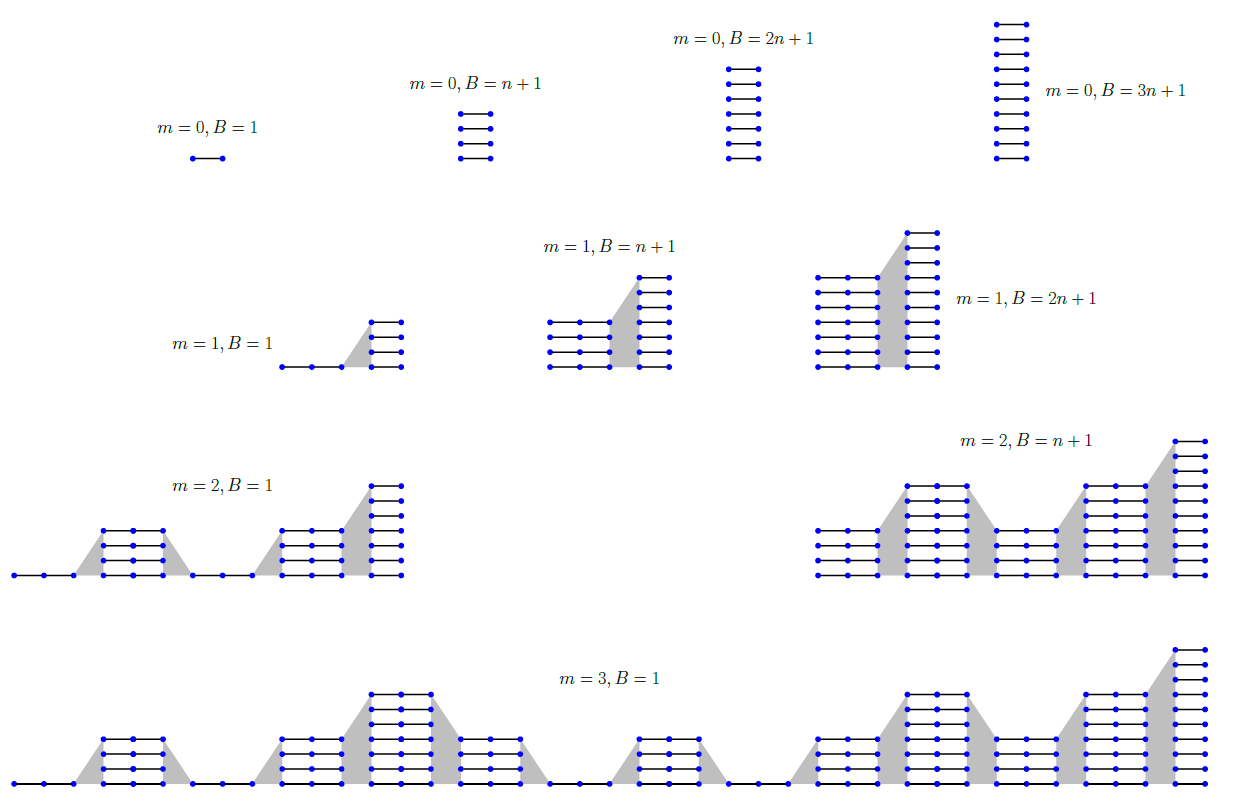 m = 0, B = 1
m = 0, B = n + 1
m = 0, B = 2n + 1
m = 0, B = 3n + 1
m = 1, B = 1
m = 1, B = n + 1
m = 1, B = 2n + 1
m = 2, B = 1
m = 2, B = n + 1
m = 3, B = 1